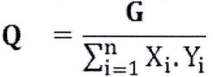 Q = G / ∑ⁿᵢ₌₁ Xᵢ. Yᵢ